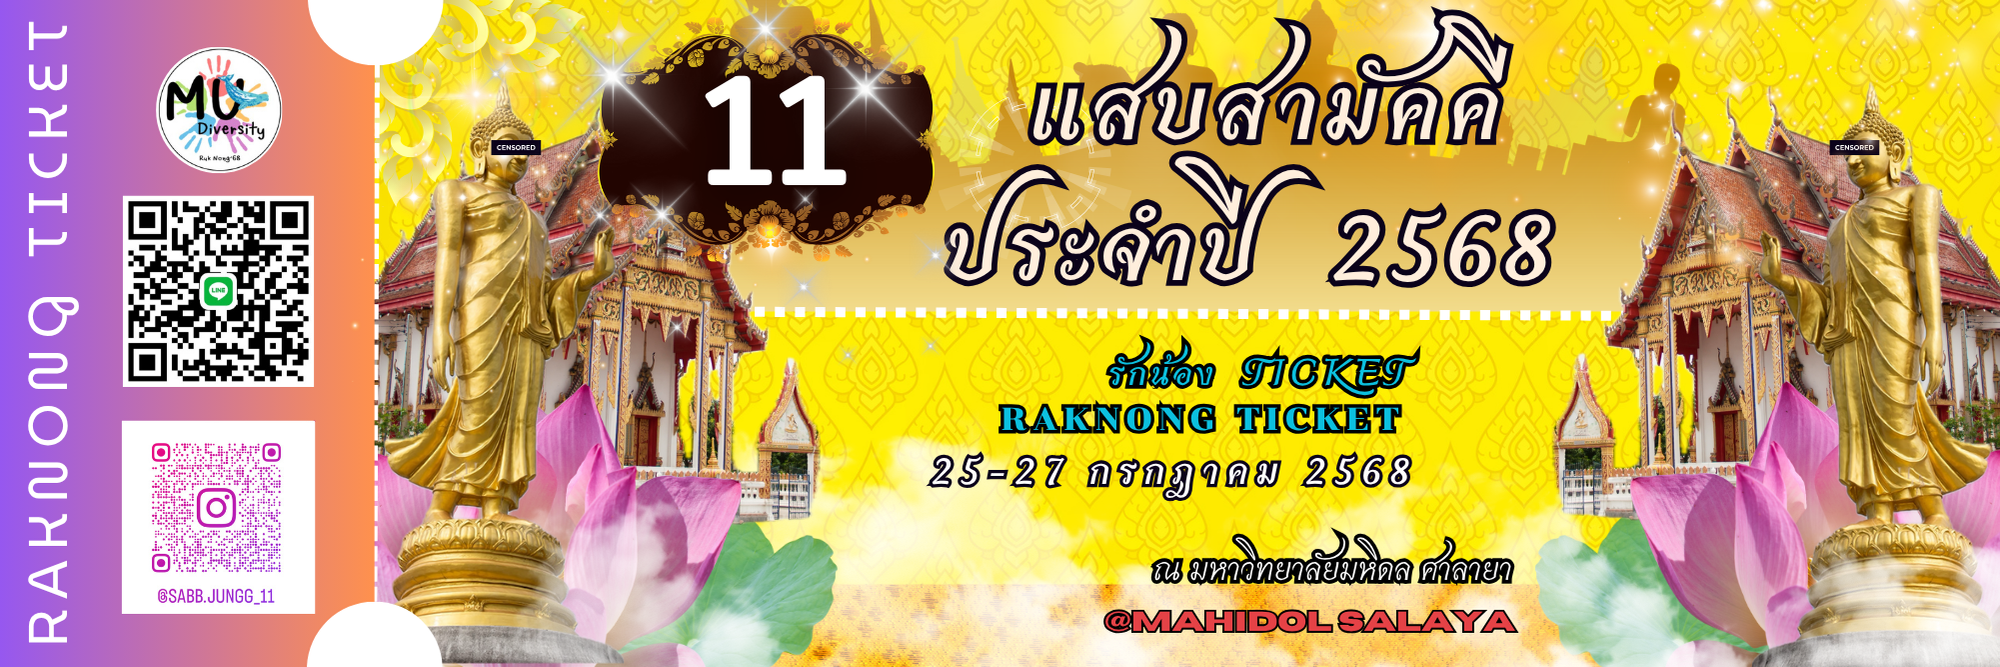 RAKNONG TICKET
MU
Diversity
Ruk Nong'68
LINE
@SABB.JUNGG_11
CENSORED
11
แสบสามัคคี
ประจำปี 2568
CENSORED
รักน้อง TICKET
RAKNONG TICKET
25-27 กรกฎาคม 2568
ณ มหาวิทยาลัยมหิดล ศาลายา
@MAHIDOL SALAYA